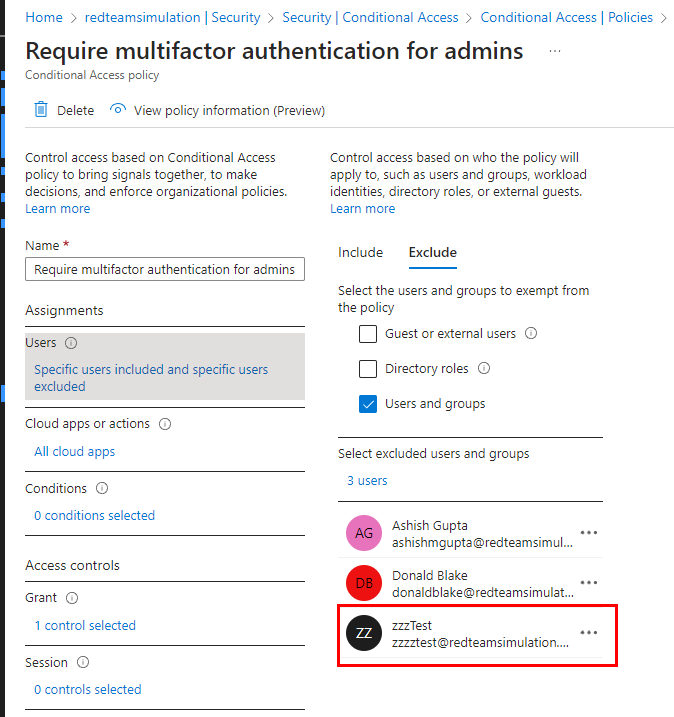 Home > redteamsimulation | Security > Security | Conditional Access > Conditional Access | Policies >
Require multifactor authentication for admins ...
Conditional Access policy
Delete View policy information (Preview)
Control access based on Conditional Access
policy to bring signals together, to make
decisions, and enforce organizational policies.
Learn more
Name *
Require multifactor authentication for admins
Assignments
Users
Specific users included and specific users
excluded
Cloud apps or actions
All cloud apps
Conditions
0 conditions selected
Access controls
Grant
1 control selected
Session
0 controls selected
Control access based on who the policy will
apply to, such as users and groups, workload
identities, directory roles, or external guests.
Learn more
Include Exclude
Select the users and groups to exempt from
the policy
Guest or external users
Directory roles
Users and groups
Select excluded users and groups
3 users
AG
Ashish Gupta
ashishmgupta@redteamsimul...
DB
Donald Blake
donaldblake@redteamsimulat...
ZZ
zzzTest
zzzztest@redteamsimulation....